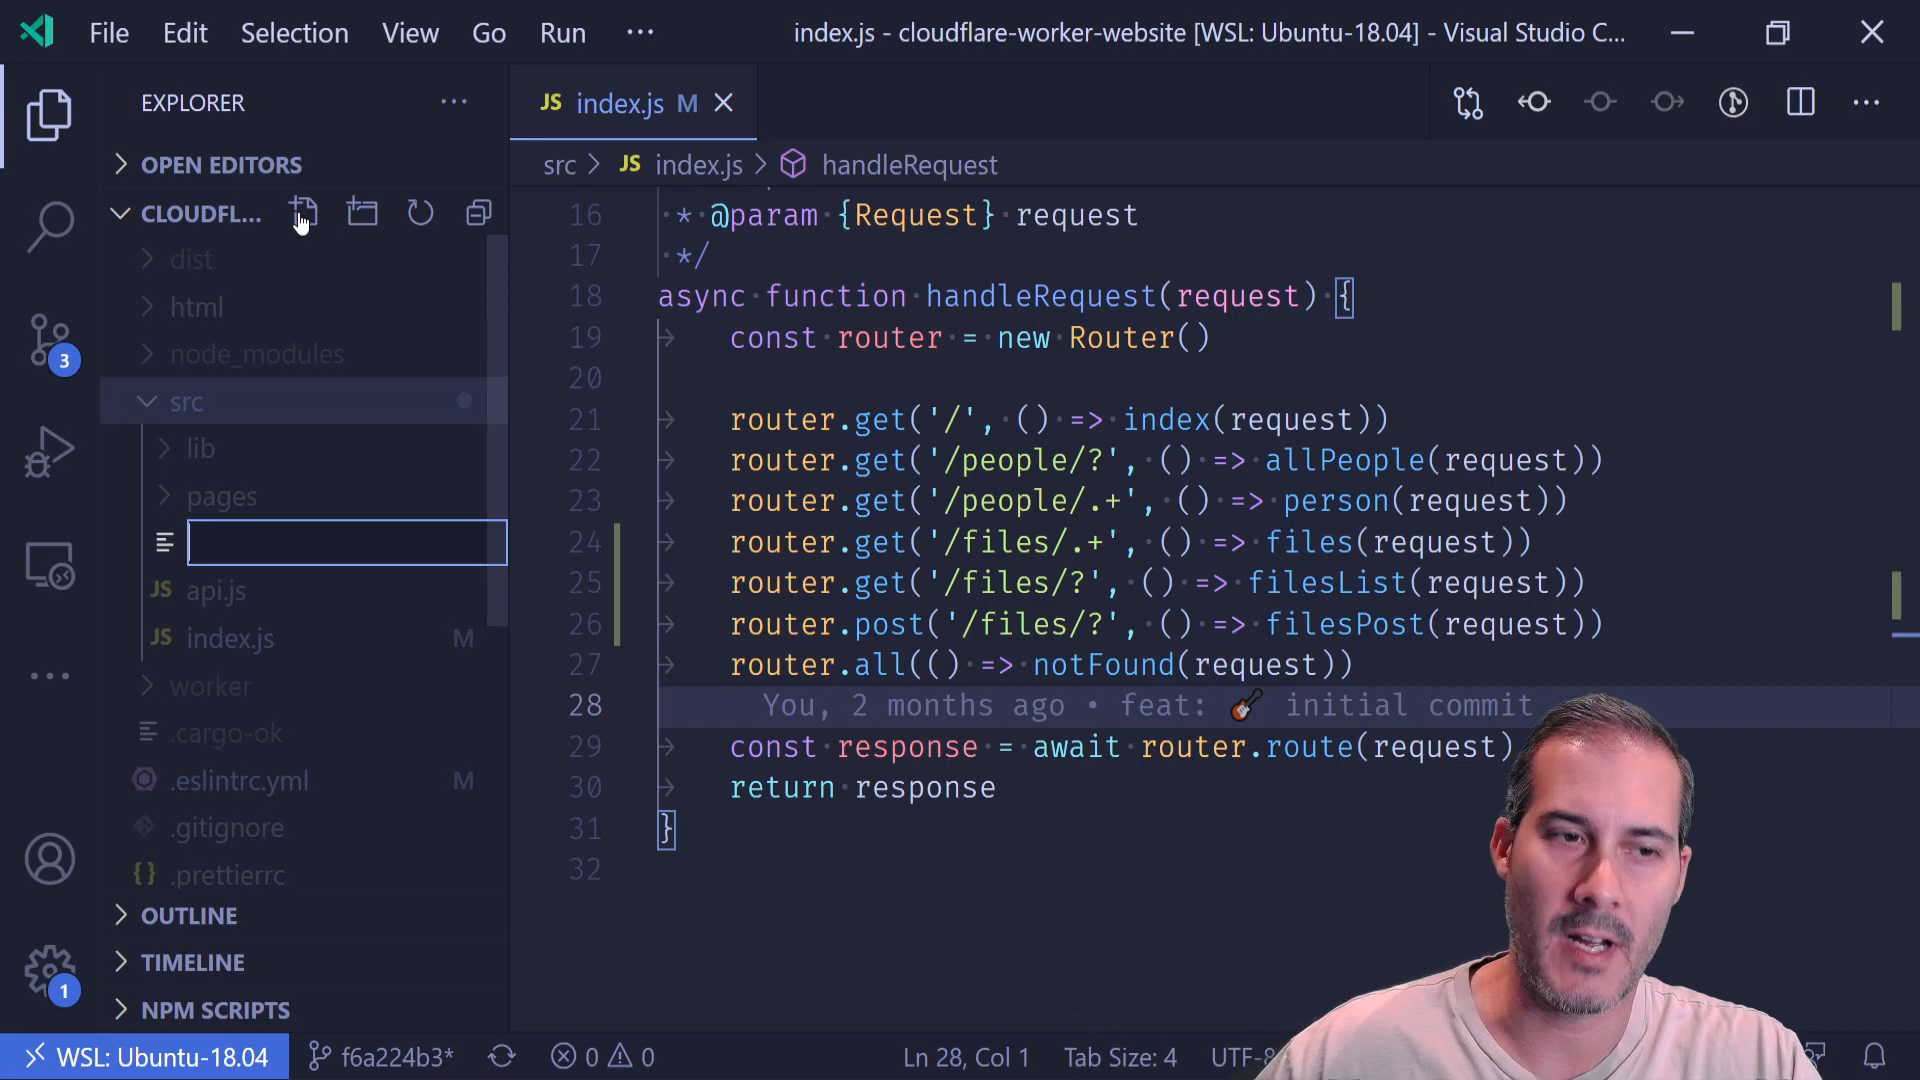 File Edit Selection View Go Run ···
index.js - cloudflare-worker-website [WSL: Ubuntu-18.04] - Visual Studio C...
EXPLORER
OPEN EDITORS
CLOUDFL...
dist
html
node_modules
src
lib
pages
JS api.js
JS index.js M
worker
.cargo-ok
.eslintrc.yml M
.gitignore
{} .prettierrc
OUTLINE
TIMELINE
NPM SCRIPTS
3
1
JS index.js M
src > JS index.js > handleRequest
16 * @param {Request} request
17 */
18 async function handleRequest(request) {
19 const router = new Router()
20
21 router.get('/', () => index(request))
22 router.get('/people/?', () => allPeople(request))
23 router.get('/people/.+', () => person(request))
24 router.get('/files/.+', () => files(request))
25 router.get('/files/?', () => filesList(request))
26 router.post('/files/?', () => filesPost(request))
27 router.all(() => notFound(request))
28 You, 2 months ago • feat: 🎸 initial commit
29 const response = await router.route(request)
30 return response
31 }
32
WSL: Ubuntu-18.04 f6a224b3* 0 0 Ln 28, Col 1 Tab Size: 4 UTF-8